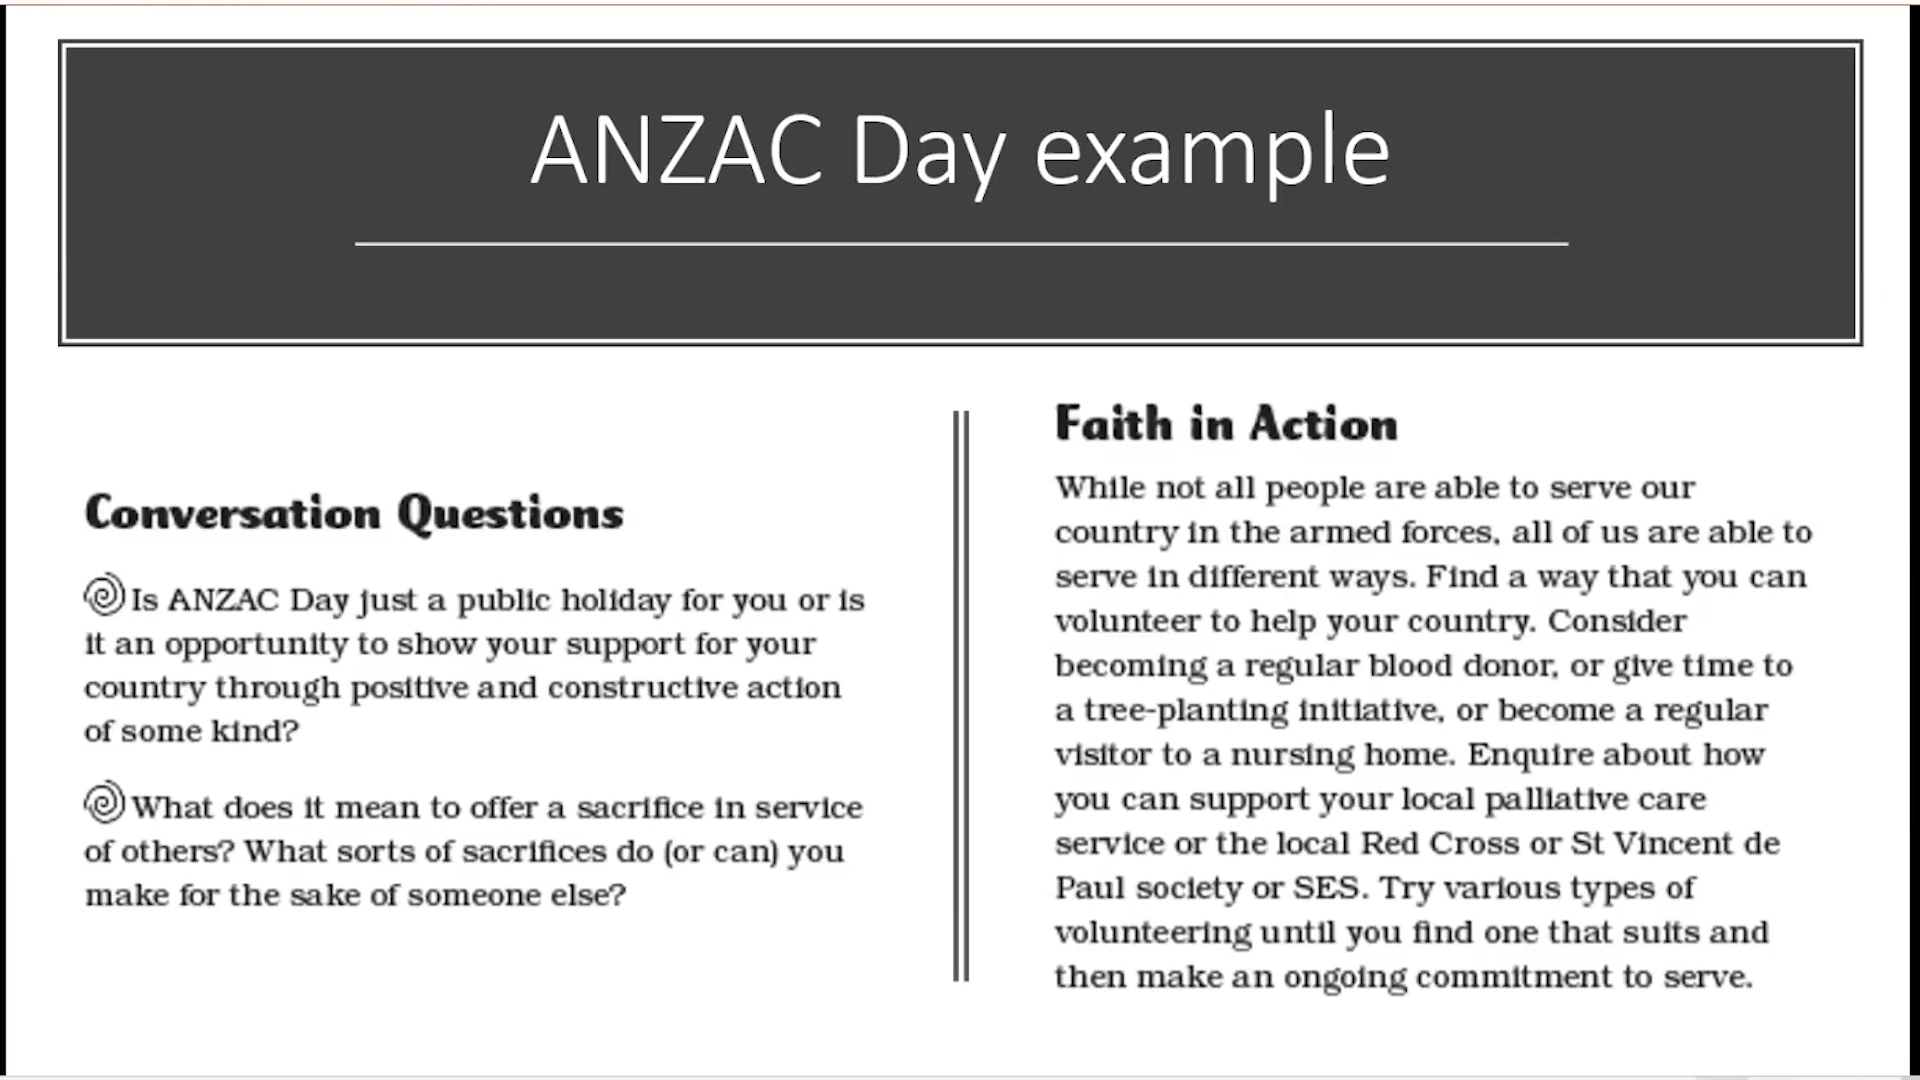 ANZAC Day example
Conversation Questions
Is ANZAC Day just a public holiday for you or is
it an opportunity to show your support for your
country through positive and constructive action
of some kind?
What does it mean to offer a sacrifice in service
of others? What sorts of sacrifices do (or can) you
make for the sake of someone else?
Faith in Action
While not all people are able to serve our
country in the armed forces, all of us are able to
serve in different ways. Find a way that you can
volunteer to help your country. Consider
becoming a regular blood donor, or give time to
a tree-planting initiative, or become a regular
visitor to a nursing home. Enquire about how
you can support your local palliative care
service or the local Red Cross or St Vincent de
Paul society or SES. Try various types of
volunteering until you find one that suits and
then make an ongoing commitment to serve.